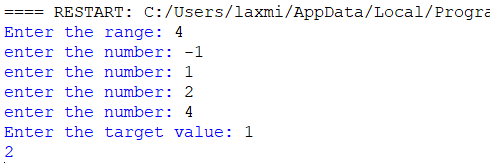 ==== RESTART: C:/Users/laxmi/AppData/Local/Progra
Enter the range: 4
enter the number: -1
enter the number: 1
enter the number: 2
enter the number: 4
Enter the target value: 1
2